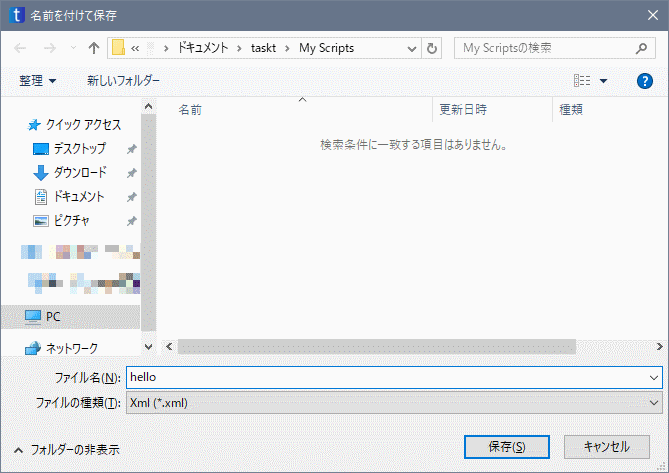 t 名前を付けて保存
« ドキュメント › taskt › My Scripts
My Scriptsの検索
整理 新しいフォルダー
名前 更新日時 種類
検索条件に一致する項目はありません。
クイック アクセス
デスクトップ
ダウンロード
ドキュメント
ピクチャ
PC
ネットワーク
ファイル名(N): hello
ファイルの種類(T): Xml (*.xml)
フォルダーの非表示
保存(S) キャンセル